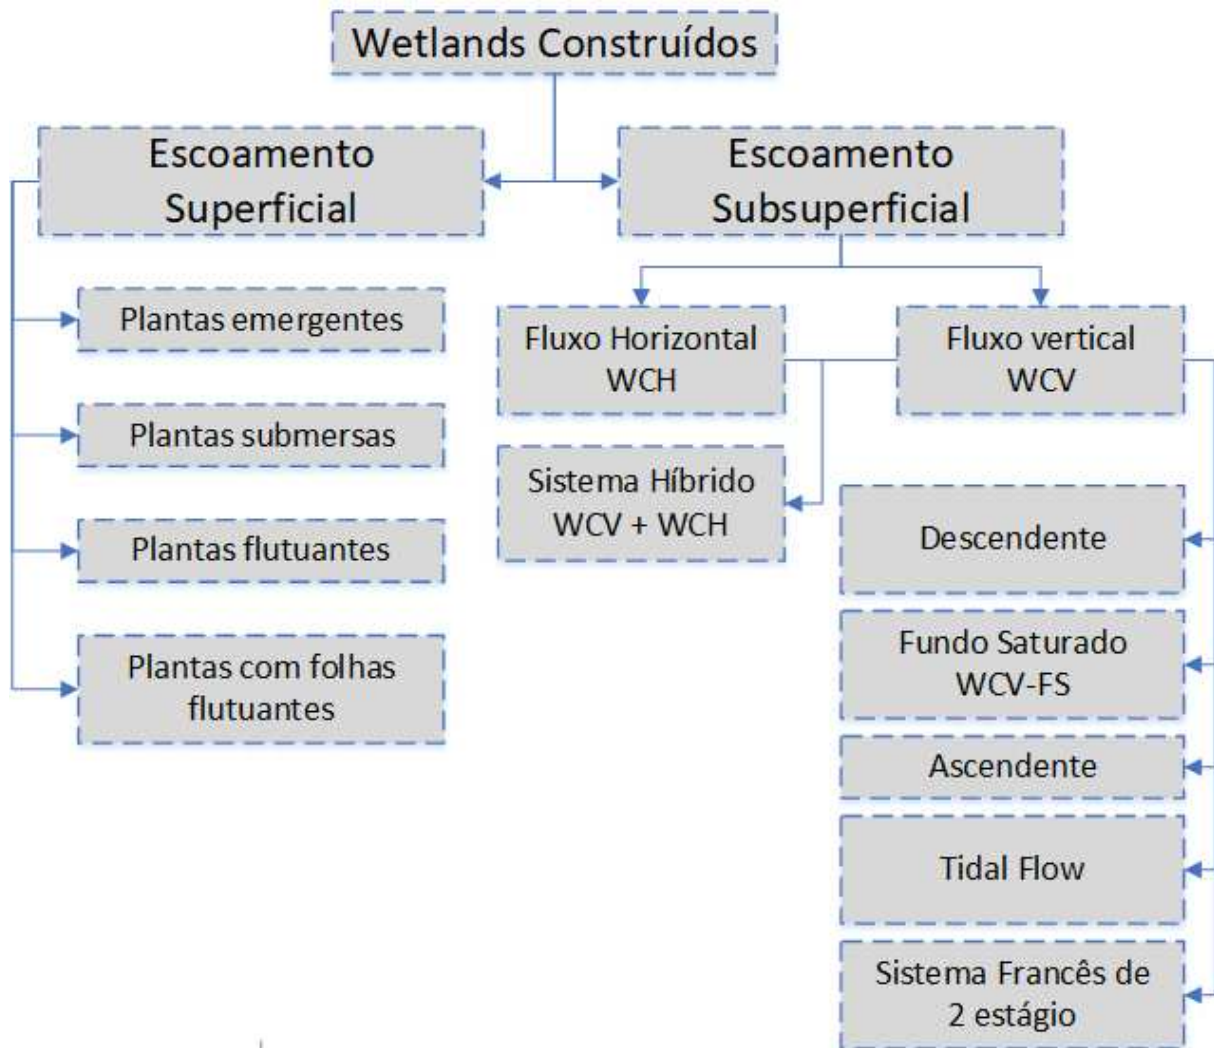 Wetlands Construídos
Escoamento
Superficial
Escoamento
Subsuperficial
Plantas emergentes
Plantas submersas
Plantas flutuantes
Plantas com folhas
flutuantes
Fluxo Horizontal
WCH
Fluxo vertical
WCV
Sistema Híbrido
WCV + WCH
Descendente
Fundo Saturado
WCV-FS
Ascendente
Tidal Flow
Sistema Francês de
2 estágio